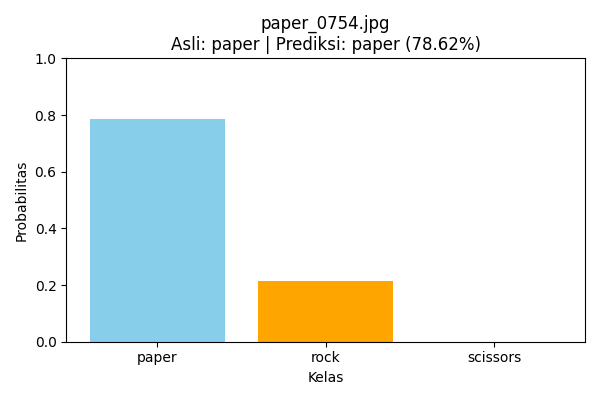 paper_0754.jpg
Asli: paper | Prediksi: paper (78.62%)
1.0
0.8
0.6
0.4
0.2
0.0
Probabilitas
paper rock scissors
Kelas